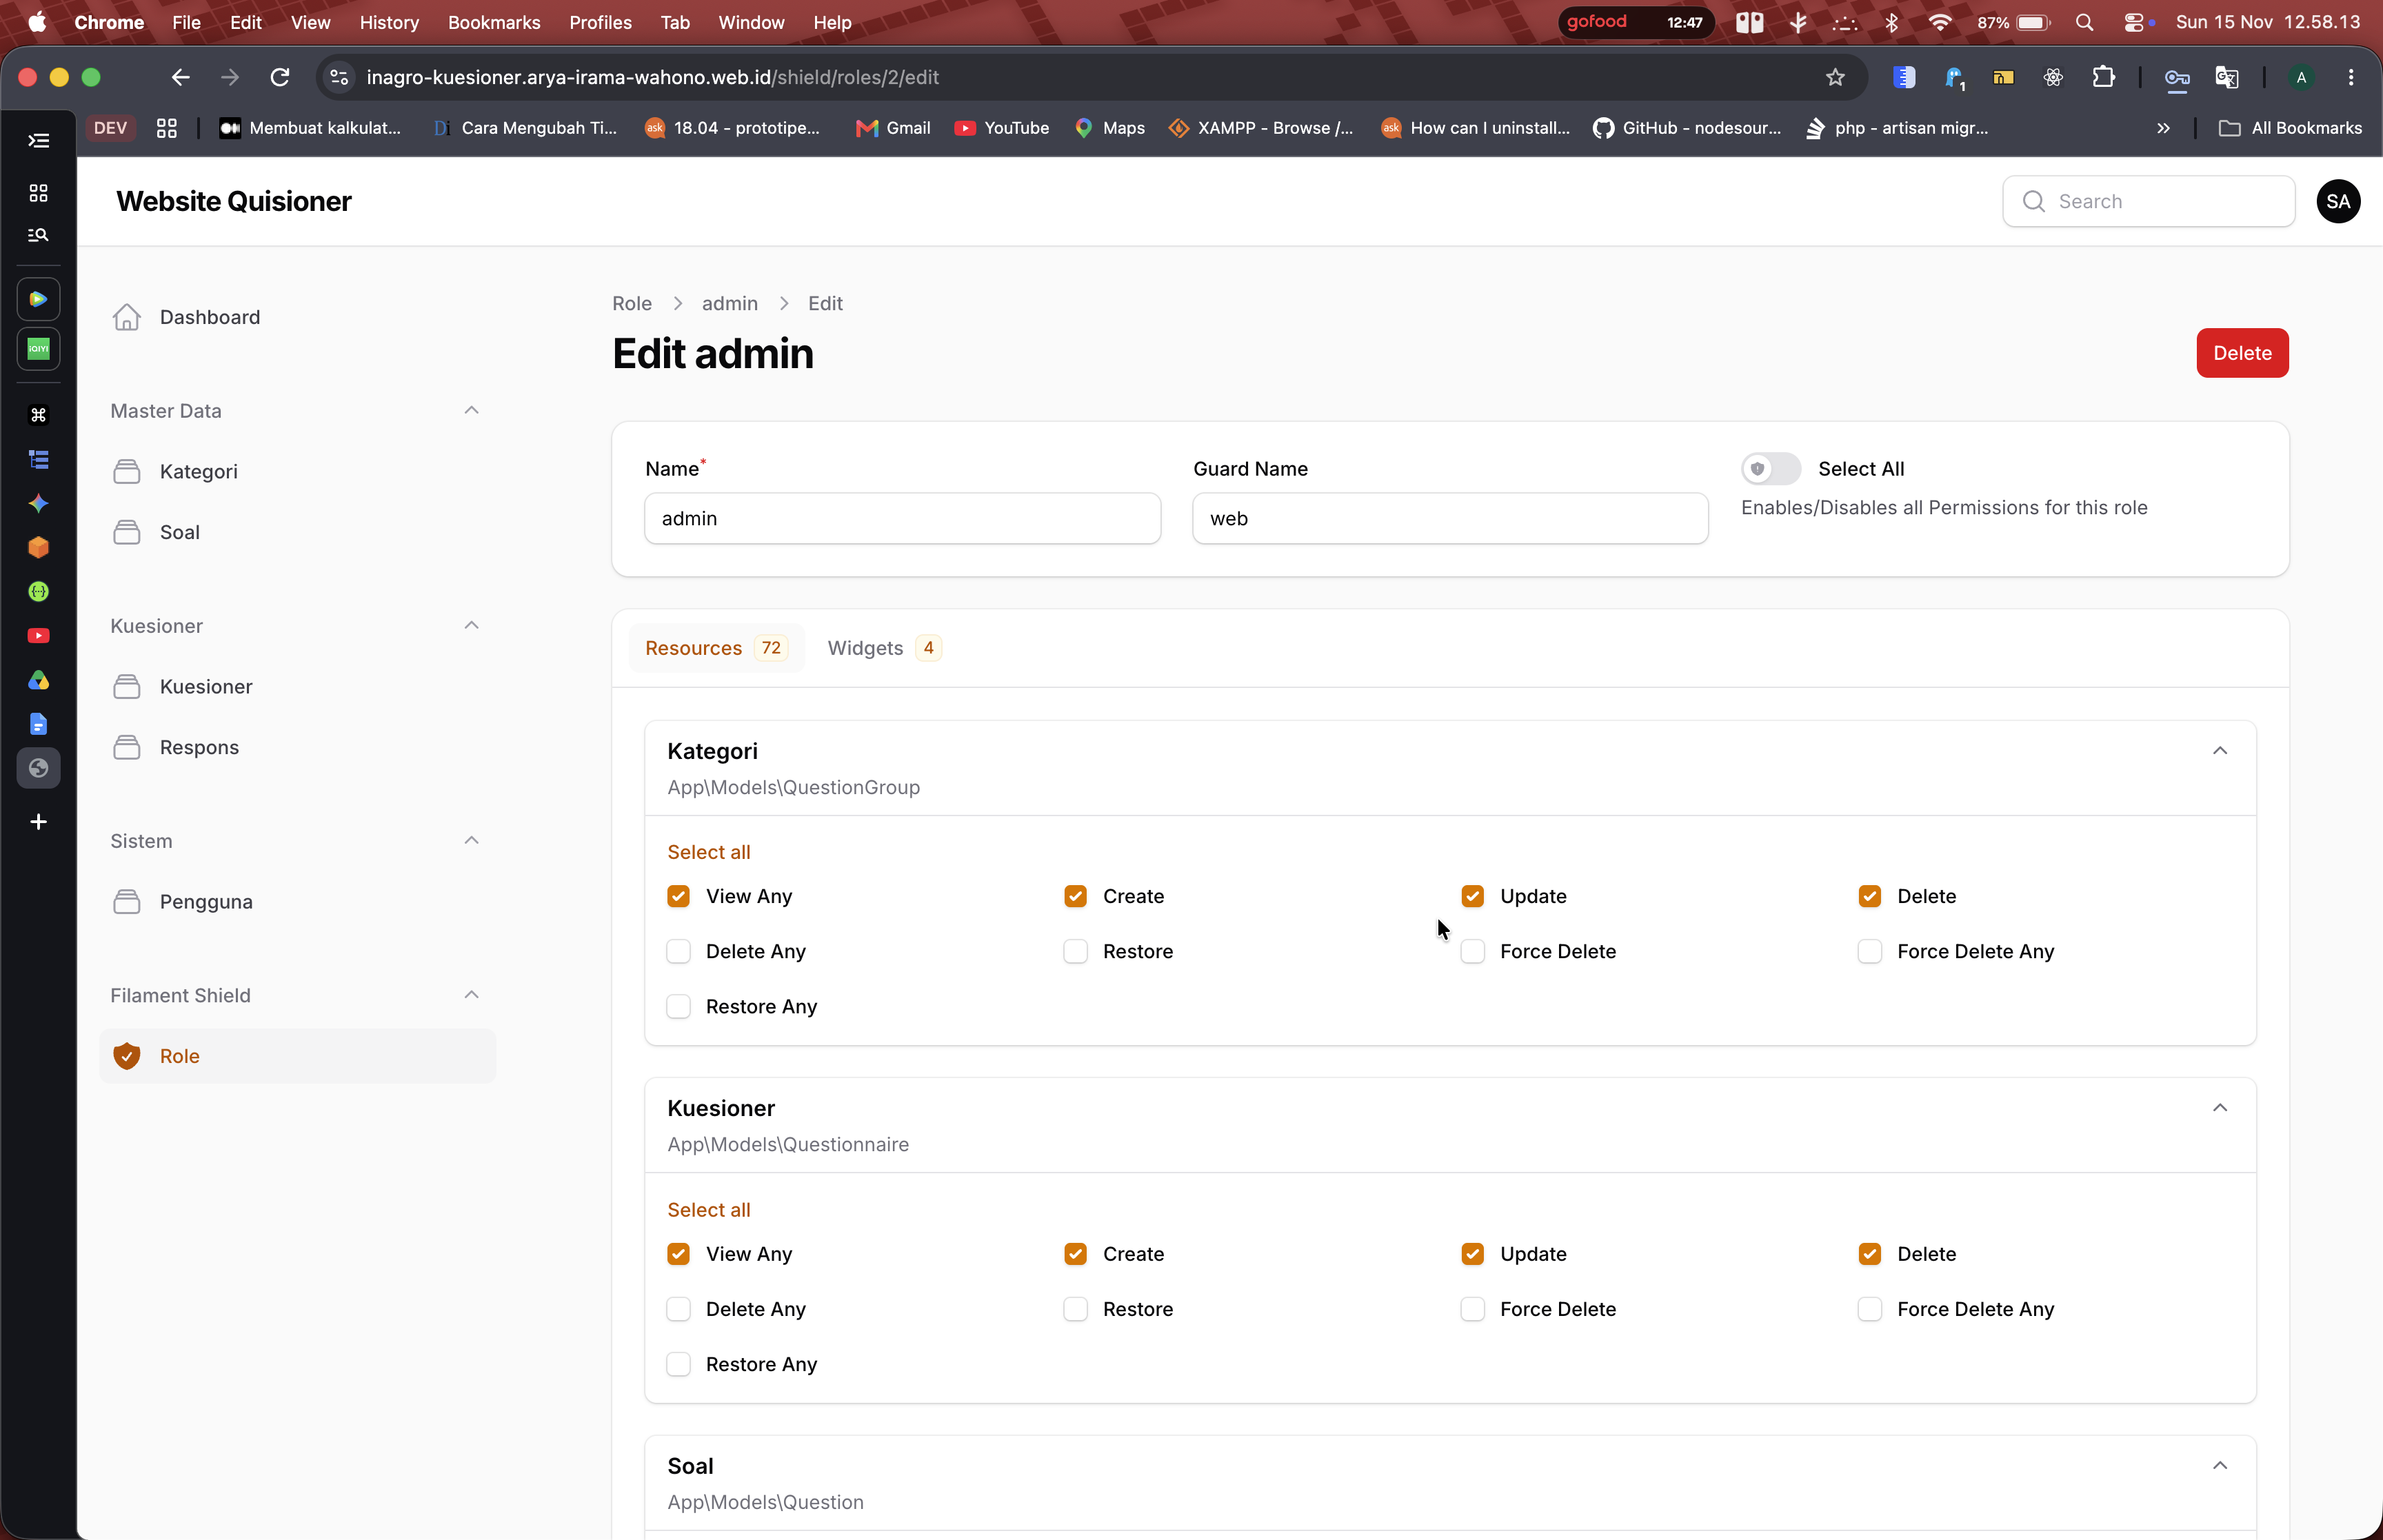 Chrome File Edit View History Bookmarks Profiles Tab Window Help gofood 12:47 87% Sun 15 Nov 12.58.13
inagro-kuesioner.arya-irama-wahono.web.id/shield/roles/2/edit 1 A
DEV Membuat kalkulat... Di Cara Mengubah Ti... ask 18.04 - prototipe... Gmail YouTube Maps XAMPP - Browse /... ask How can I uninstall... GitHub - nodesour... php - artisan migr... » All Bookmarks
Website Quisioner
Search
SA
iQIYI
Dashboard
Master Data
Kategori
Soal
Kuesioner
Kuesioner
Respons
Sistem
Pengguna
Filament Shield
Role
Role > admin > Edit
Edit admin
Delete
Name* Guard Name Select All
admin web Enables/Disables all Permissions for this role
Resources 72 Widgets 4
Kategori
App\Models\QuestionGroup
Select all
View Any Create Update Delete
Delete Any Restore Force Delete Force Delete Any
Restore Any
Kuesioner
App\Models\Questionnaire
Select all
View Any Create Update Delete
Delete Any Restore Force Delete Force Delete Any
Restore Any
Soal
App\Models\Question